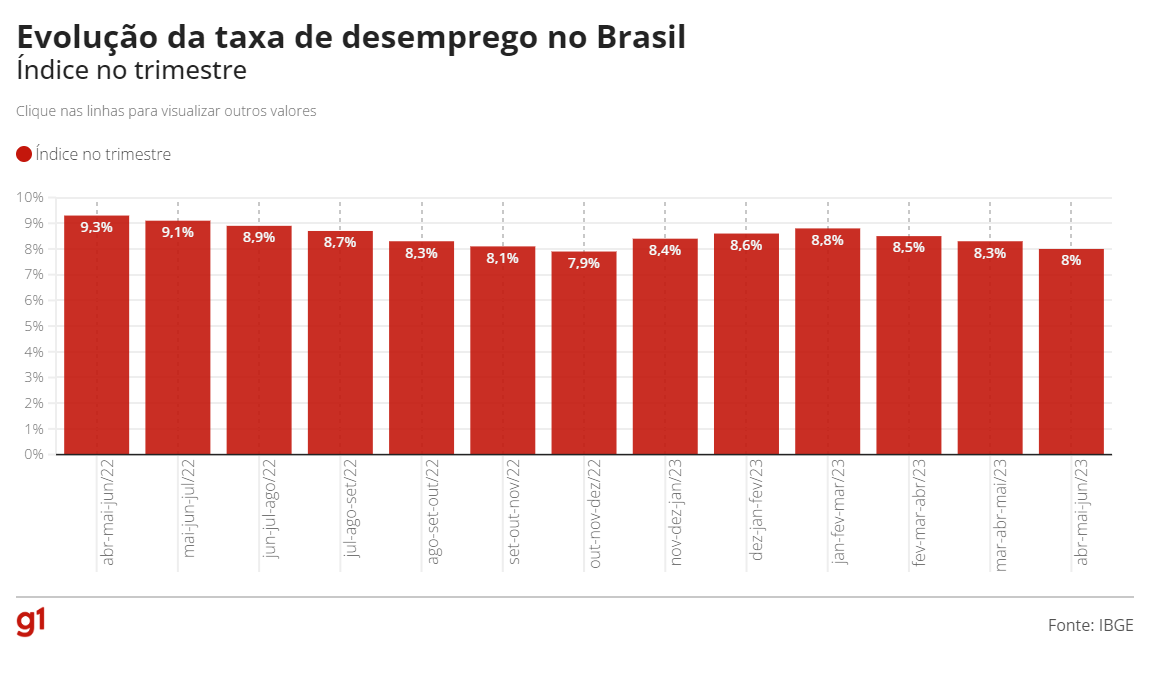 Evolução da taxa de desemprego no Brasil
Índice no trimestre
Clique nas linhas para visualizar outros valores
Índice no trimestre
10%
9%
8%
7%
6%
5%
4%
3%
2%
1%
0%
9,3%
9,1%
8,9%
8,7%
8,3%
8,1%
7,9%
8,4%
8,6%
8,8%
8,5%
8,3%
8%
abr-mai-jun/22
mai-jun-jul/22
jun-jul-ago/22
jul-ago-set/22
ago-set-out/22
set-out-nov/22
out-nov-dez/22
nov-dez-jan/23
dez-jan-fev/23
jan-fev-mar/23
fev-mar-abr/23
mar-abr-mai/23
abr-mai-jun/23
g1
Fonte: IBGE